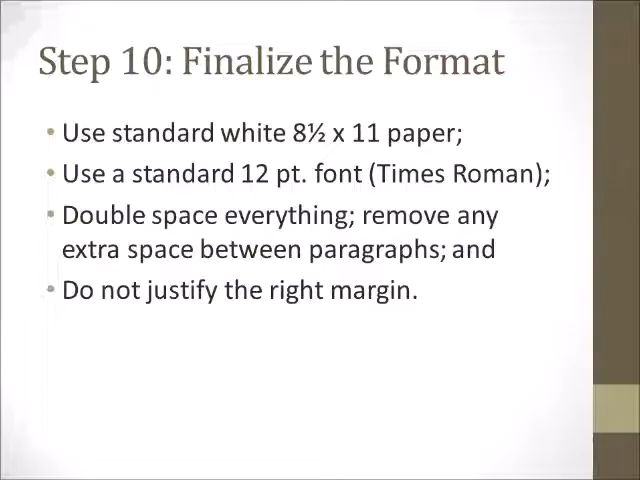 Step 10: Finalize the Format
• Use standard white 8½ x 11 paper;
• Use a standard 12 pt. font (Times Roman);
• Double space everything; remove any
extra space between paragraphs; and
• Do not justify the right margin.